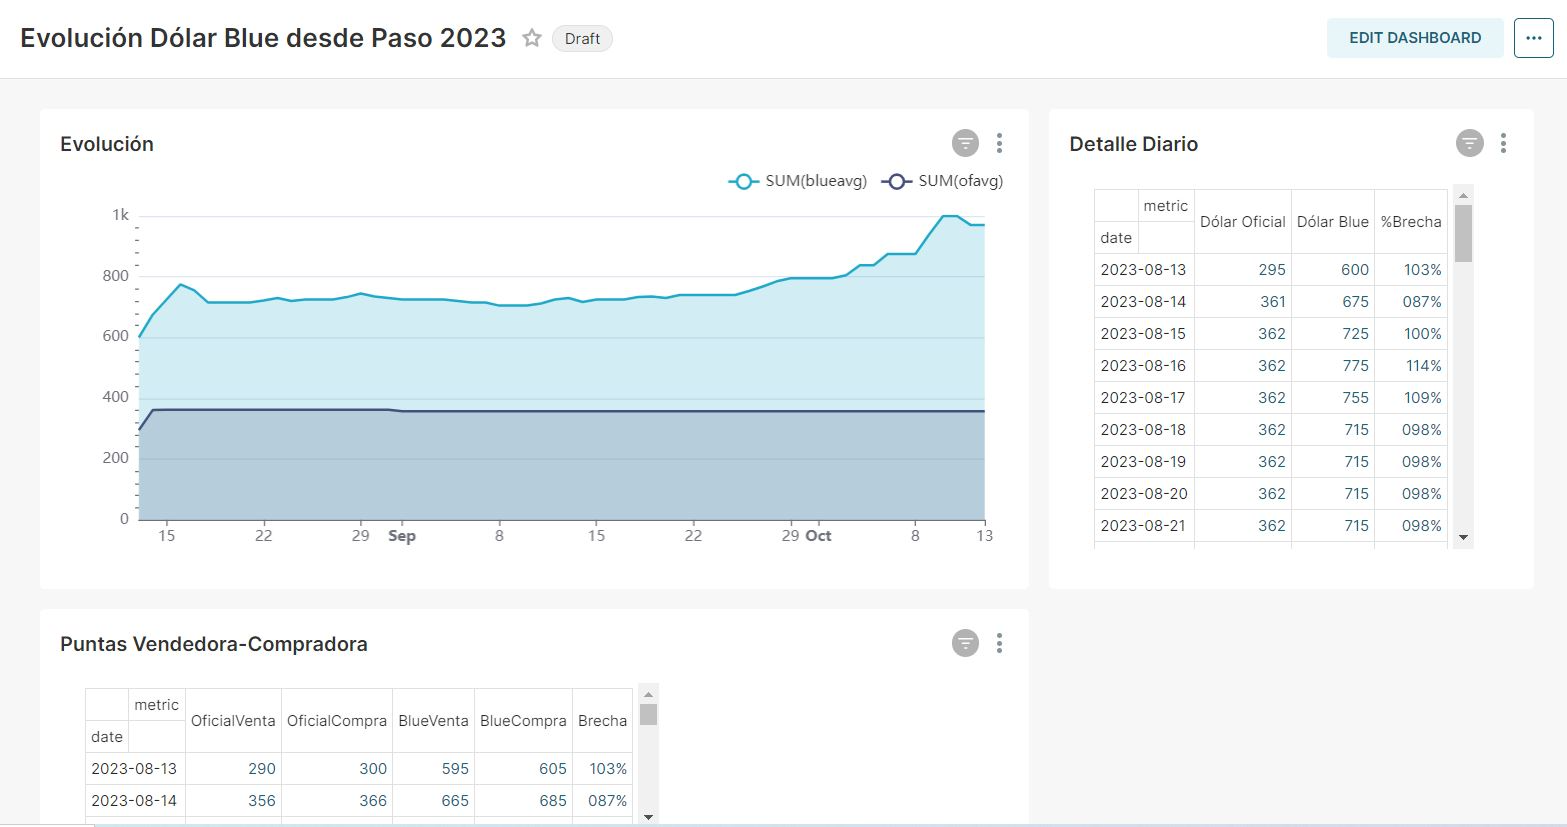 Evolución Dólar Blue desde Paso 2023 Draft EDIT DASHBOARD ...
Evolución
SUM(blueavg) SUM(ofavg)
1k
800
600
400
200
0
15 22 29 Sep 8 15 22 29 Oct 8 13
Detalle Diario
metric Dólar Oficial Dólar Blue %Brecha
date
2023-08-13 295 600 103%
2023-08-14 361 675 087%
2023-08-15 362 725 100%
2023-08-16 362 775 114%
2023-08-17 362 755 109%
2023-08-18 362 715 098%
2023-08-19 362 715 098%
2023-08-20 362 715 098%
2023-08-21 362 715 098%
Puntas Vendedora-Compradora
metric OficialVenta OficialCompra BlueVenta BlueCompra Brecha
date
2023-08-13 290 300 595 605 103%
2023-08-14 356 366 665 685 087%